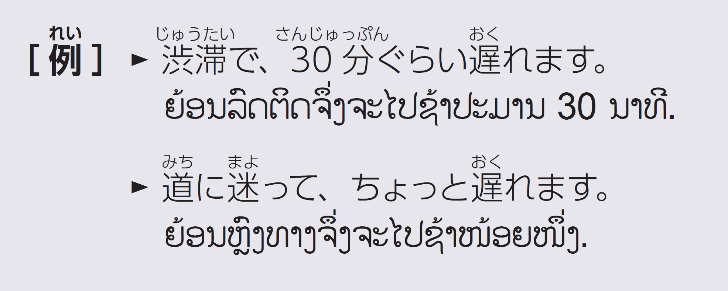 れい じゅうたい さんじゅっぷん おく
[ 例 ] ► 渋滞で、30 分ぐらい遅れます。
ຍ້ອນລົດຕິດຈຶ່ງຈະໄປຊ້າປະມານ 30 ນາທີ.
みち まよ おく
► 道に迷って、ちょっと遅れます。
ຍ້ອນຫຼົງທາງຈຶ່ງຈະໄປຊ້າໜ້ອຍໜຶ່ງ.